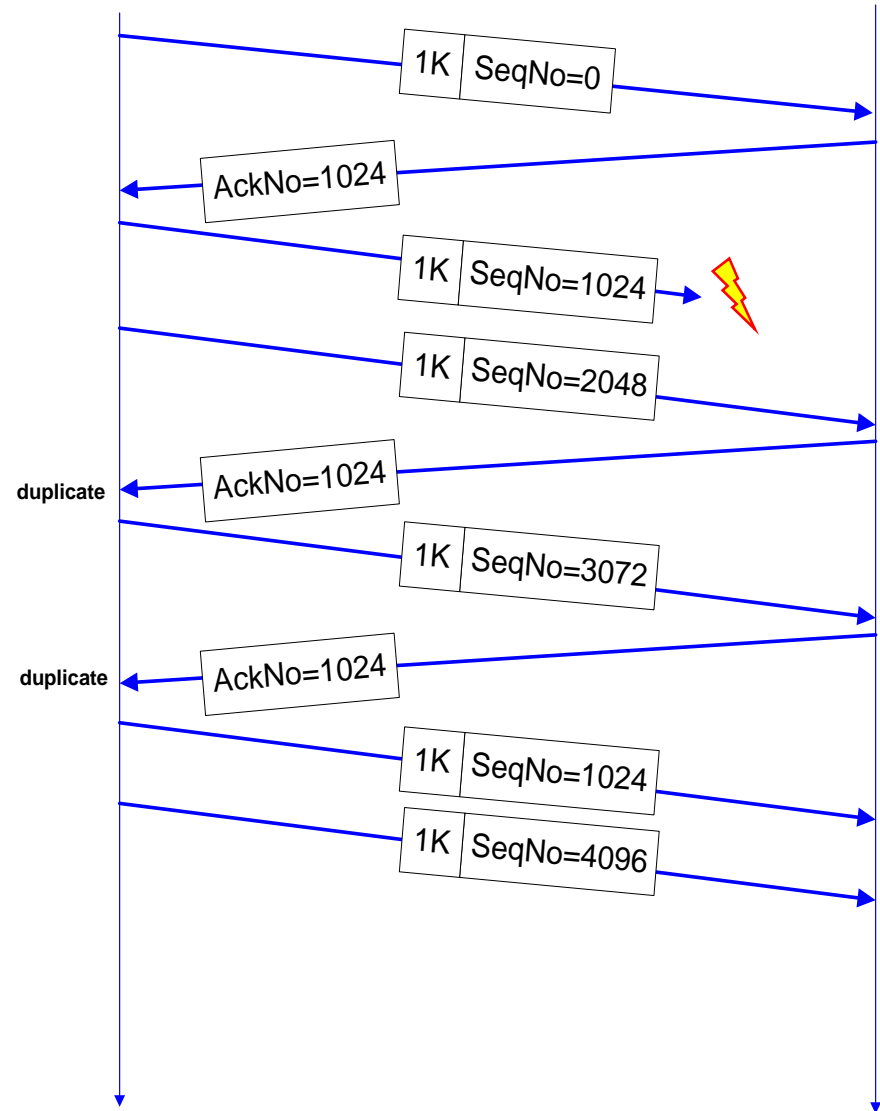 1K SeqNo=0
AckNo=1024
1K SeqNo=1024
1K SeqNo=2048
AckNo=1024
duplicate
1K SeqNo=3072
AckNo=1024
duplicate
1K SeqNo=1024
1K SeqNo=4096